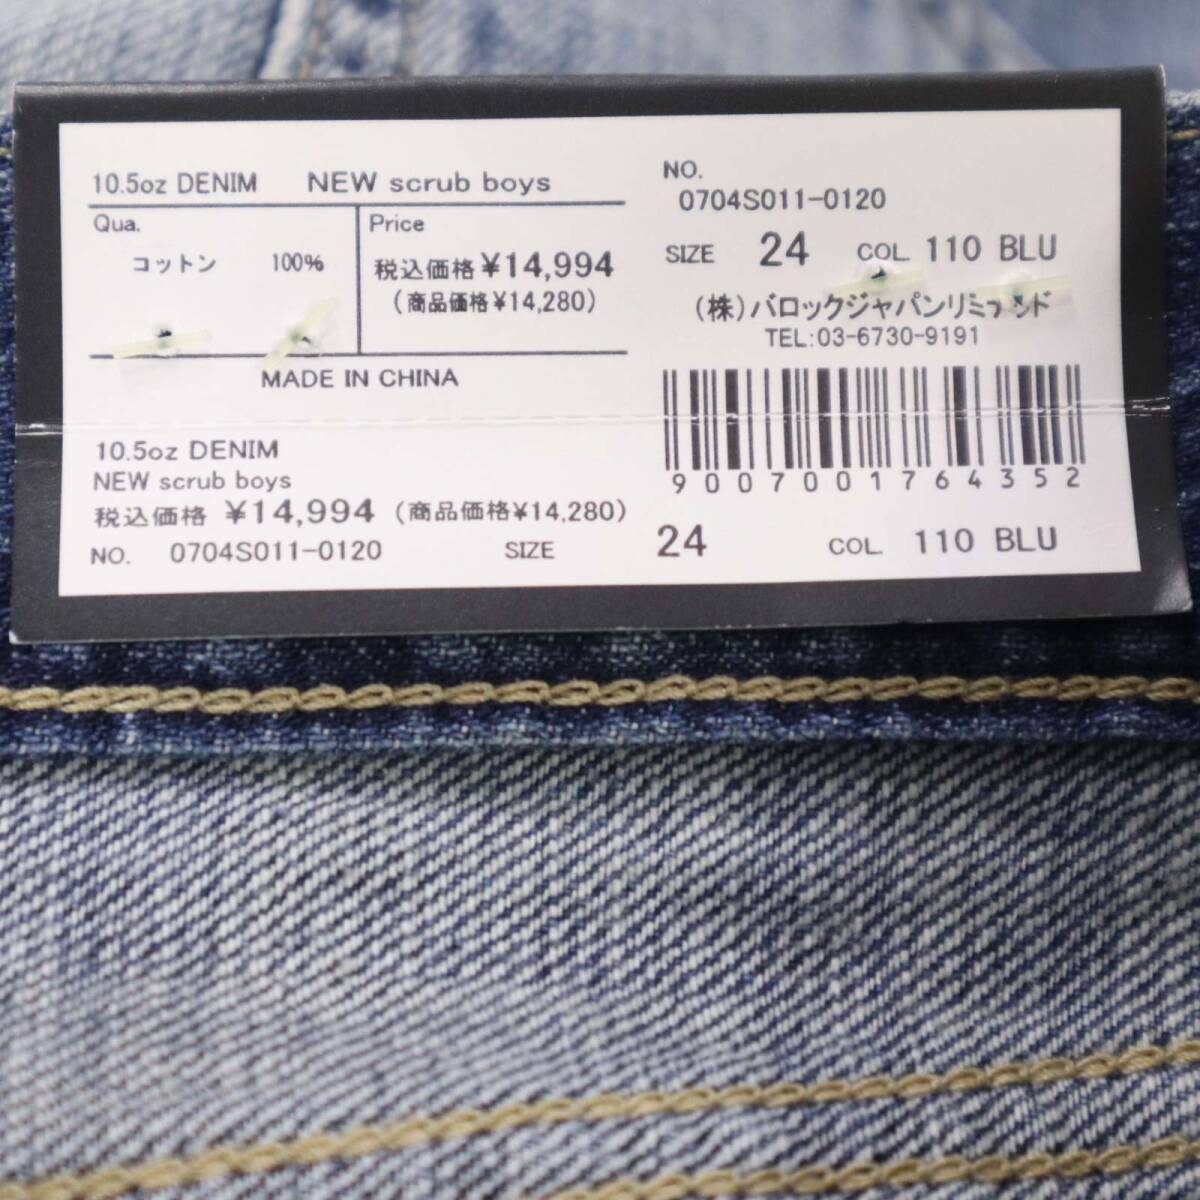 10.5oz DENIM NEW scrub boys
Qua.
コットン 100%
Price
税込価格 ¥14,994
(商品価格¥14,280)
MADE IN CHINA
NO.
0704S011-0120
SIZE 24 COL 110 BLU
(株)バロックジャパンリミテッド
TEL:03-6730-9191
9007001764352
10.5oz DENIM
NEW scrub boys
税込価格 ¥14,994 (商品価格¥14,280)
NO. 0704S011-0120 SIZE 24 COL. 110 BLU